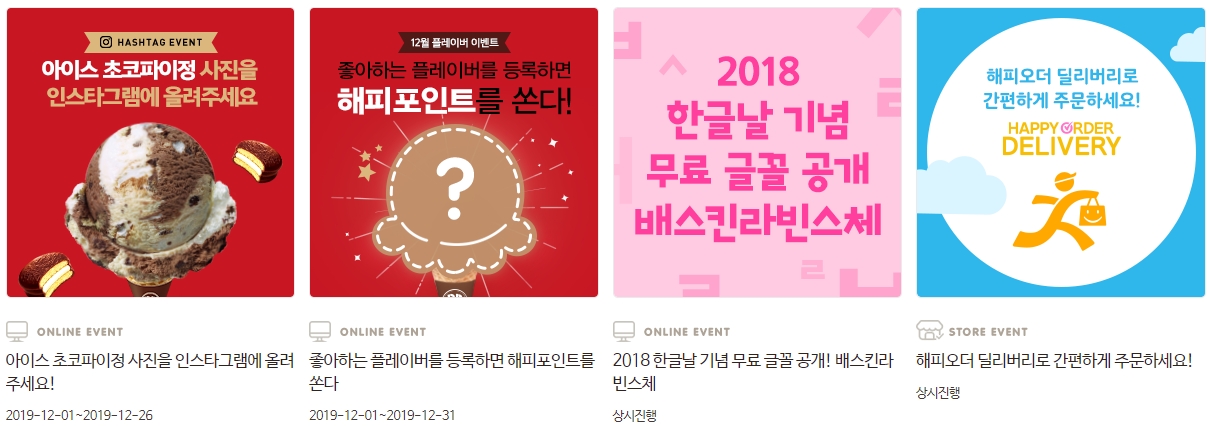 HASHTAG EVENT
아이스 초코파이정 사진을
인스타그램에 올려주세요
ONLINE EVENT
아이스 초코파이정 사진을 인스타그램에 올려
주세요!
2019-12-01~2019-12-26
12월 플레이버 이벤트
좋아하는 플레이버를 등록하면
해피포인트를 쏜다!
?
BR
ONLINE EVENT
좋아하는 플레이버를 등록하면 해피포인트를
쏜다
2019-12-01~2019-12-31
2018
한글날 기념
무료 글꼴 공개
배스킨라빈스체
ONLINE EVENT
2018 한글날 기념 무료 글꼴 공개! 배스킨라
빈스체
상시진행
해피오더 딜리버리로
간편하게 주문하세요!
HAPPY ORDER
DELIVERY
STORE EVENT
해피오더 딜리버리로 간편하게 주문하세요!
상시진행